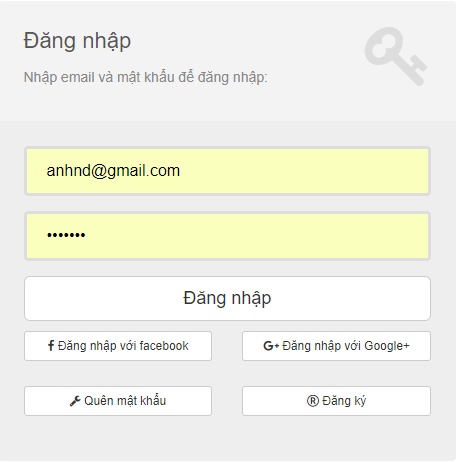 Đăng nhập
Nhập email và mật khẩu để đăng nhập:
anhnd@gmail.com
•••••••
Đăng nhập
Đăng nhập với facebook
Đăng nhập với Google+
Quên mật khẩu
Đăng ký